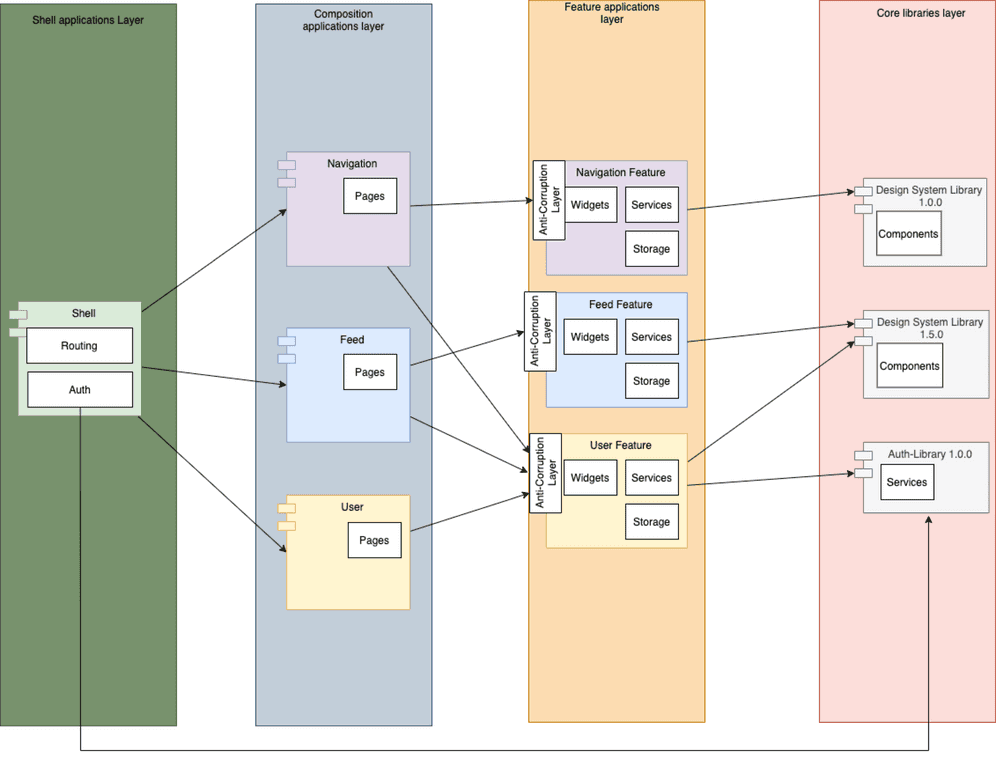 Shell applications Layer
Shell
Routing
Auth
Composition
applications layer
Navigation
Pages
Feed
Pages
User
Pages
Feature applications
layer
Anti-Corruption
Layer
Navigation Feature
Widgets
Services
Storage
Anti-Corruption
Layer
Feed Feature
Widgets
Services
Storage
Anti-Corruption
Layer
User Feature
Widgets
Services
Storage
Core libraries layer
Design System Library
1.0.0
Components
Design System Library
1.5.0
Components
Auth-Library 1.0.0
Services